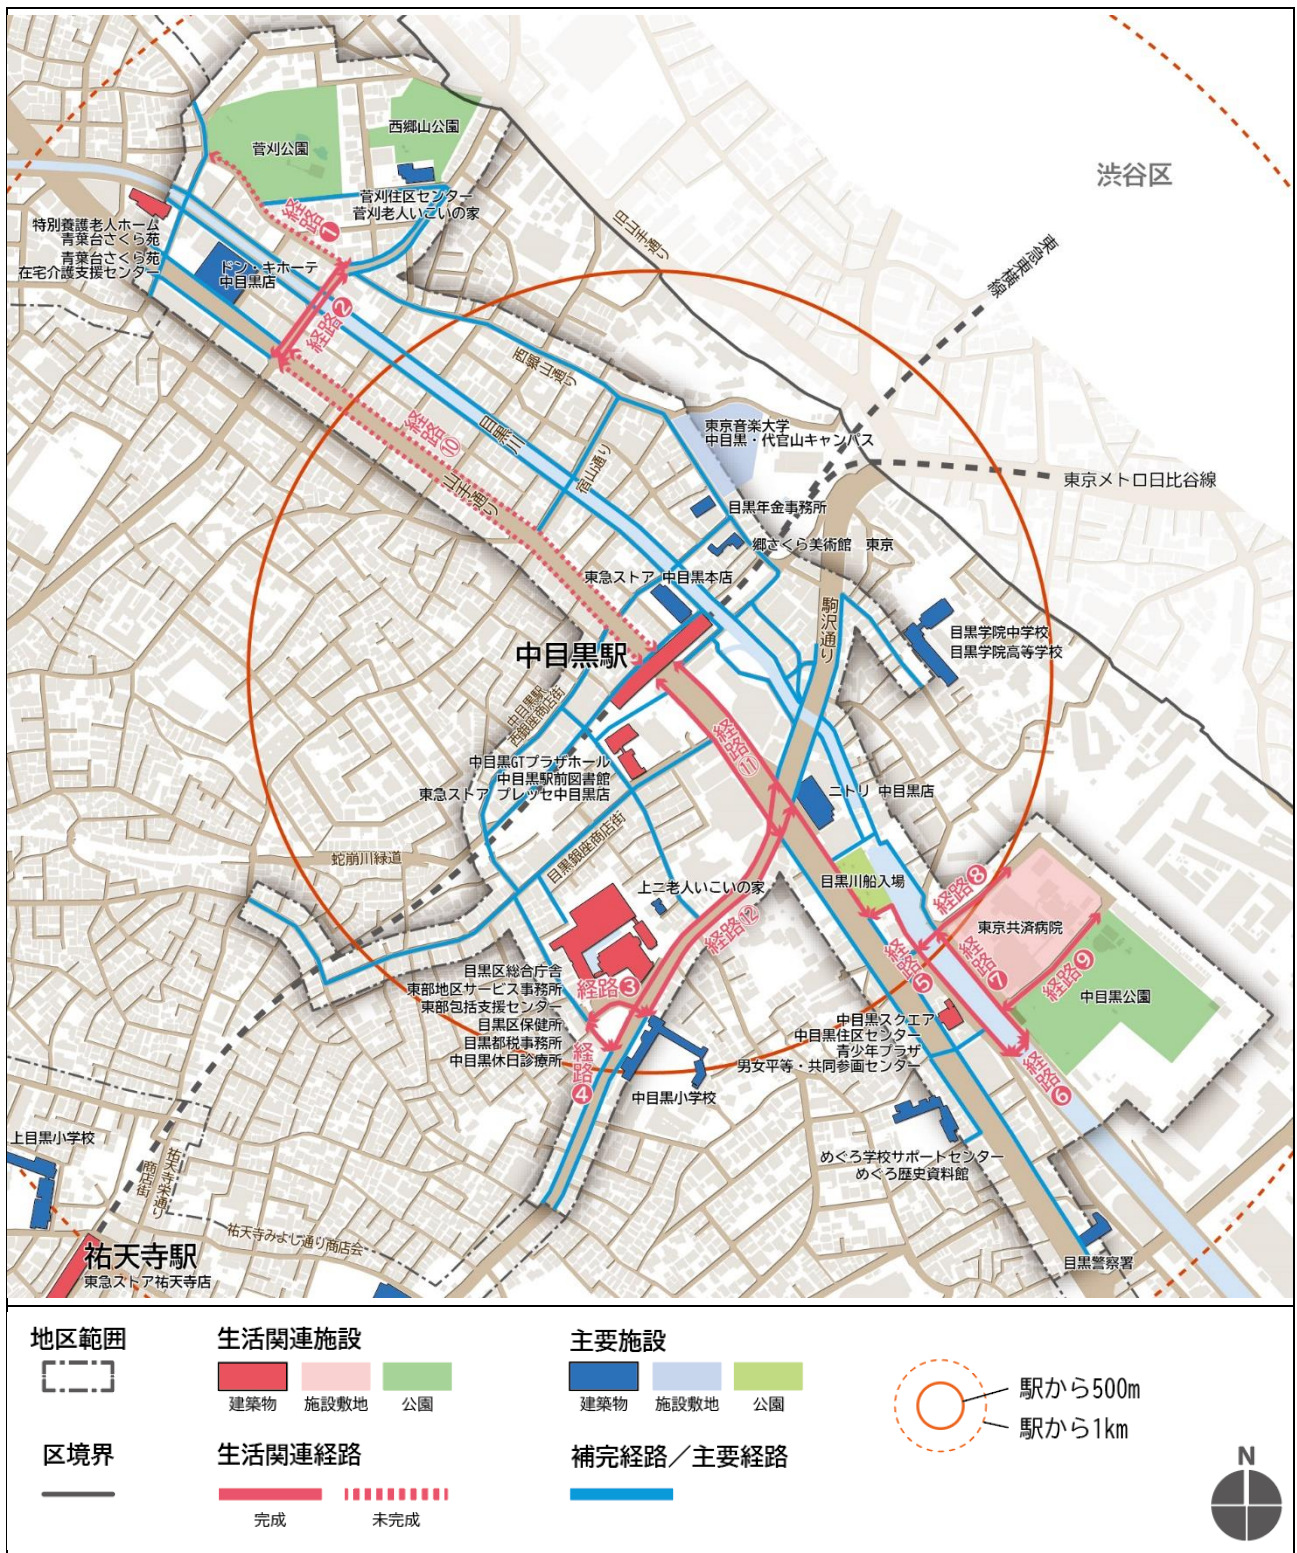 渋谷区
西郷山公園
菅刈公園
菅刈住区センター
菅刈老人いこいの家
経路❶
特別養護老人ホーム
青葉台さくら苑
青葉台さくら苑
在宅介護支援センター
ドン・キホーテ
中目黒店
旧山手通り
東急東横線
経路❷
西郷山通り
経路⑩
目黒川
東京音楽大学
中目黒・代官山キャンパス
宿山通り
山手通り
東京メトロ日比谷線
目黒年金事務所
郷さくら美術館　東京
東急ストア 中目黒本店
駒沢通り
目黒学院中学校
目黒学院高等学校
中目黒駅
中目黒駅
西銀座商店街
経路⑪
中目黒GTプラザホール
中目黒駅前図書館
東急ストア プレッセ中目黒店
ニトリ 中目黒店
目黒銀座商店街
蛇崩川緑道
上二老人いこいの家
目黒川船入場
経路❽
経路⑫
東京共済病院
経路❺
経路❼
経路❾
中目黒公園
目黒区総合庁舎
東部地区サービス事務所
東部包括支援センター
目黒区保健所
目黒都税事務所
中目黒休日診療所
経路❸
経路❹
中目黒スクエア
中目黒住区センター
青少年プラザ
男女平等・共同参画センター
経路❻
中目黒小学校
上目黒小学校
めぐろ学校サポートセンター
めぐろ歴史資料館
祐天寺栄通り
商店街
祐天寺みよし通り商店会
祐天寺駅
東急ストア祐天寺店
目黒警察署
地区範囲
生活関連施設
主要施設
建築物
施設敷地
公園
建築物
施設敷地
公園
駅から500m
駅から1km
区境界
生活関連経路
補完経路／主要経路
完成
未完成
N